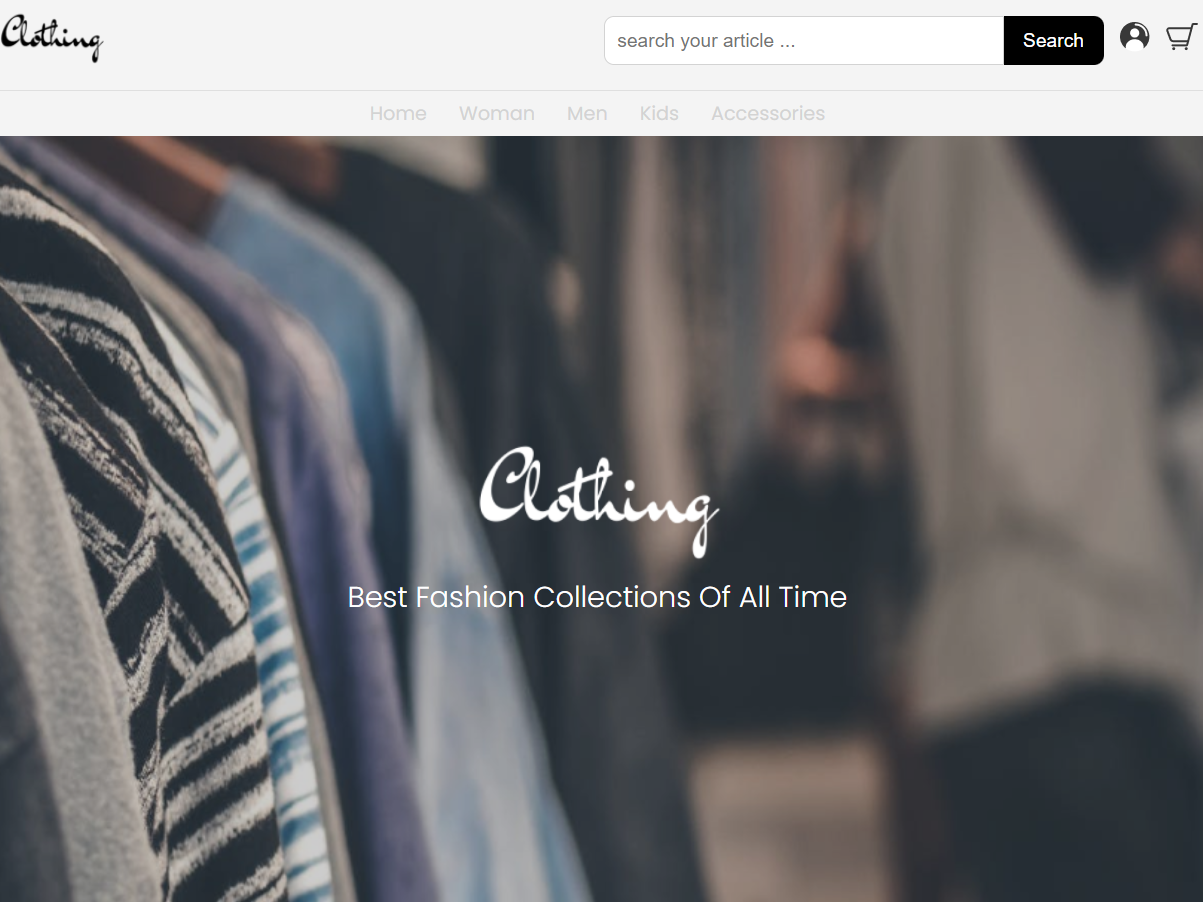 Clothing
search your article ...
Search
Home Woman Men Kids Accessories
Clothing
Best Fashion Collections Of All Time